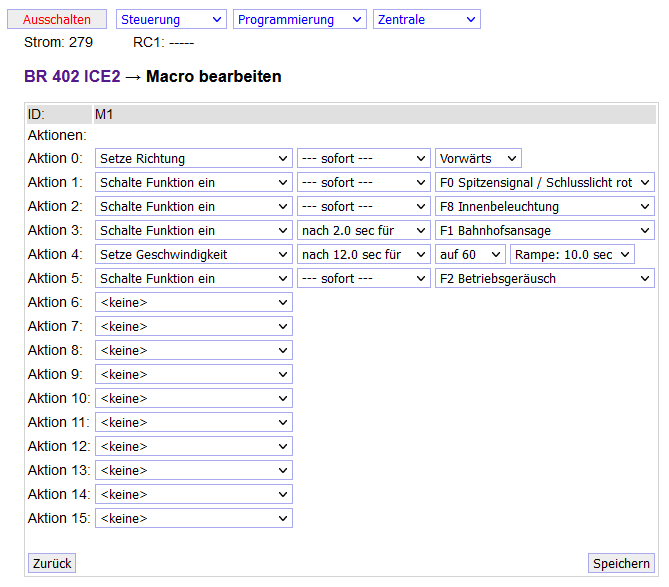 Ausschalten Steuerung Programmierung Zentrale
Strom: 279 RC1: -----
BR 402 ICE2 → Macro bearbeiten
ID: M1
Aktionen:
Aktion 0: Setze Richtung --- sofort --- Vorwärts
Aktion 1: Schalte Funktion ein --- sofort --- F0 Spitzensignal / Schlusslicht rot
Aktion 2: Schalte Funktion ein --- sofort --- F8 Innenbeleuchtung
Aktion 3: Schalte Funktion ein nach 2.0 sec für F1 Bahnhofsansage
Aktion 4: Setze Geschwindigkeit nach 12.0 sec für auf 60 Rampe: 10.0 sec
Aktion 5: Schalte Funktion ein --- sofort --- F2 Betriebsgeräusch
Aktion 6: <keine>
Aktion 7: <keine>
Aktion 8: <keine>
Aktion 9: <keine>
Aktion 10: <keine>
Aktion 11: <keine>
Aktion 12: <keine>
Aktion 13: <keine>
Aktion 14: <keine>
Aktion 15: <keine>
Zurück Speichern